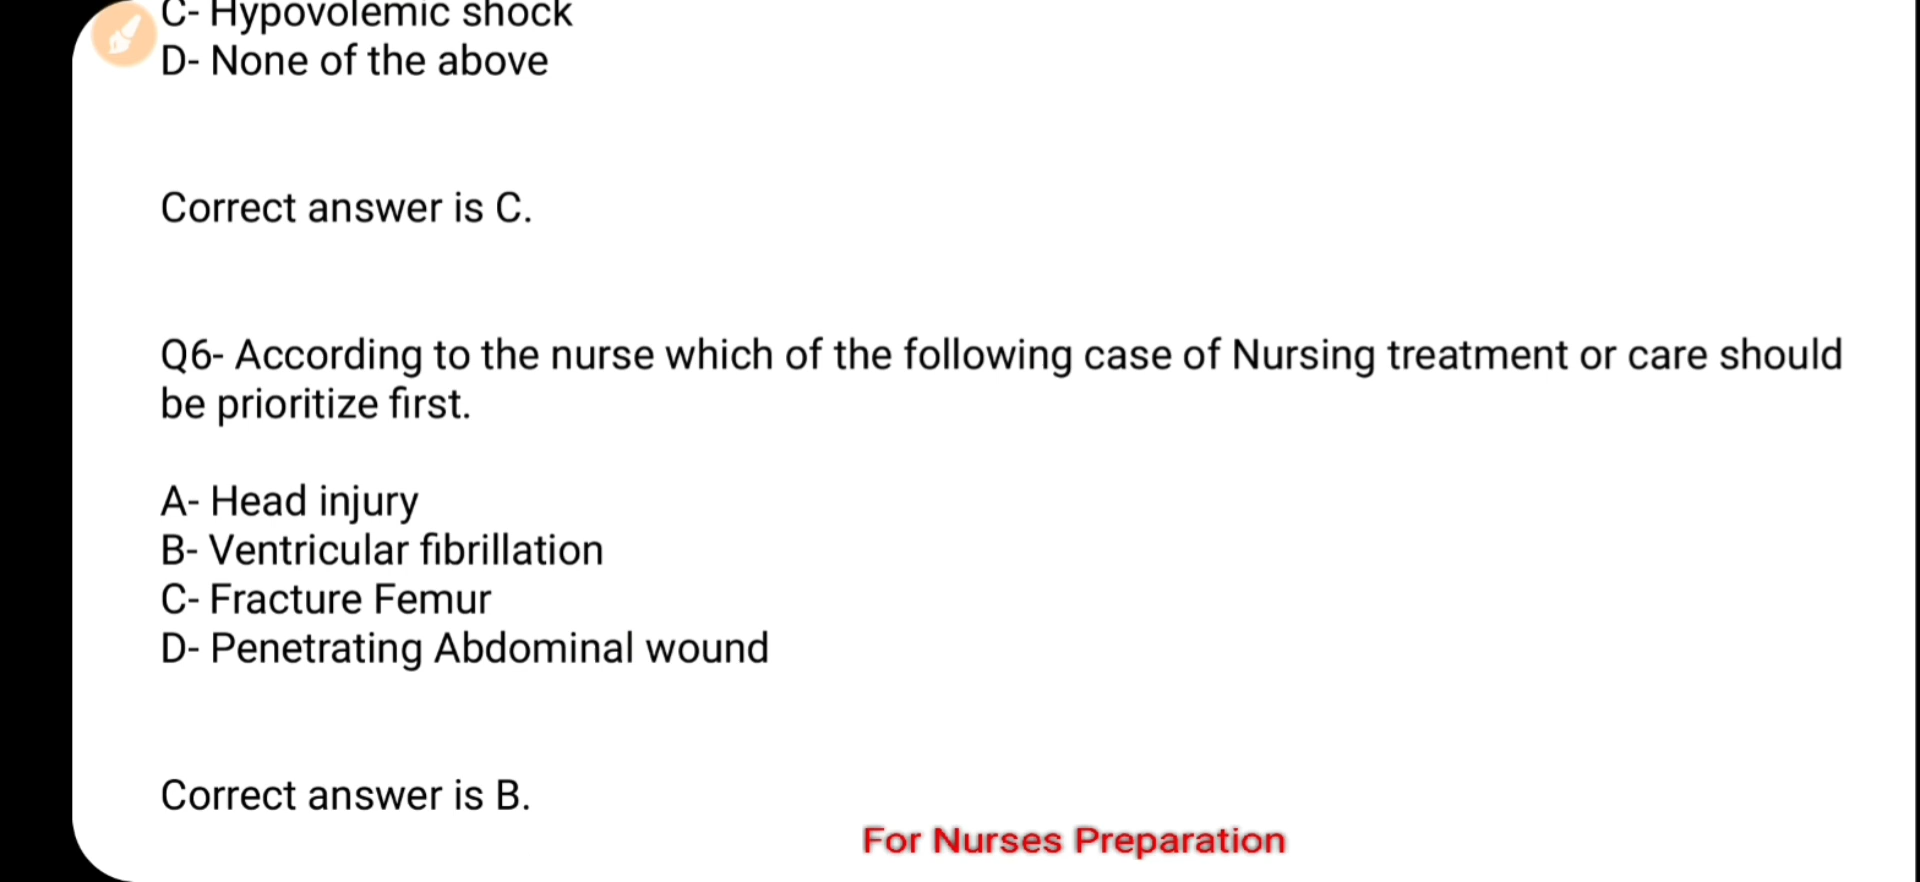 C- Hypovolemic shock
D- None of the above
Correct answer is C.
Q6- According to the nurse which of the following case of Nursing treatment or care should
be prioritize first.
A- Head injury
B- Ventricular fibrillation
C- Fracture Femur
D- Penetrating Abdominal wound
Correct answer is B.
For Nurses Preparation